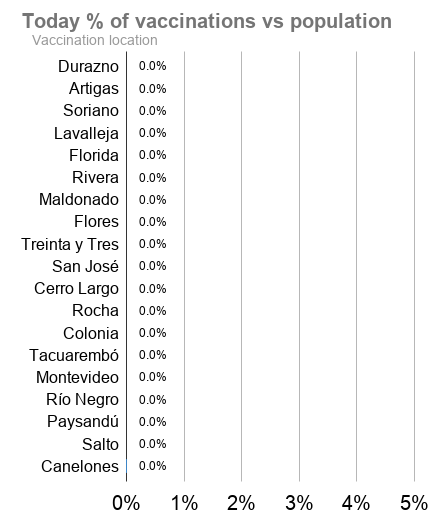 Today % of vaccinations vs population
Vaccination location
Durazno 0.0%
Artigas 0.0%
Soriano 0.0%
Lavalleja 0.0%
Florida 0.0%
Rivera 0.0%
Maldonado 0.0%
Flores 0.0%
Treinta y Tres 0.0%
San José 0.0%
Cerro Largo 0.0%
Rocha 0.0%
Colonia 0.0%
Tacuarembó 0.0%
Montevideo 0.0%
Río Negro 0.0%
Paysandú 0.0%
Salto 0.0%
Canelones 0.0%
0% 1% 2% 3% 4% 5%